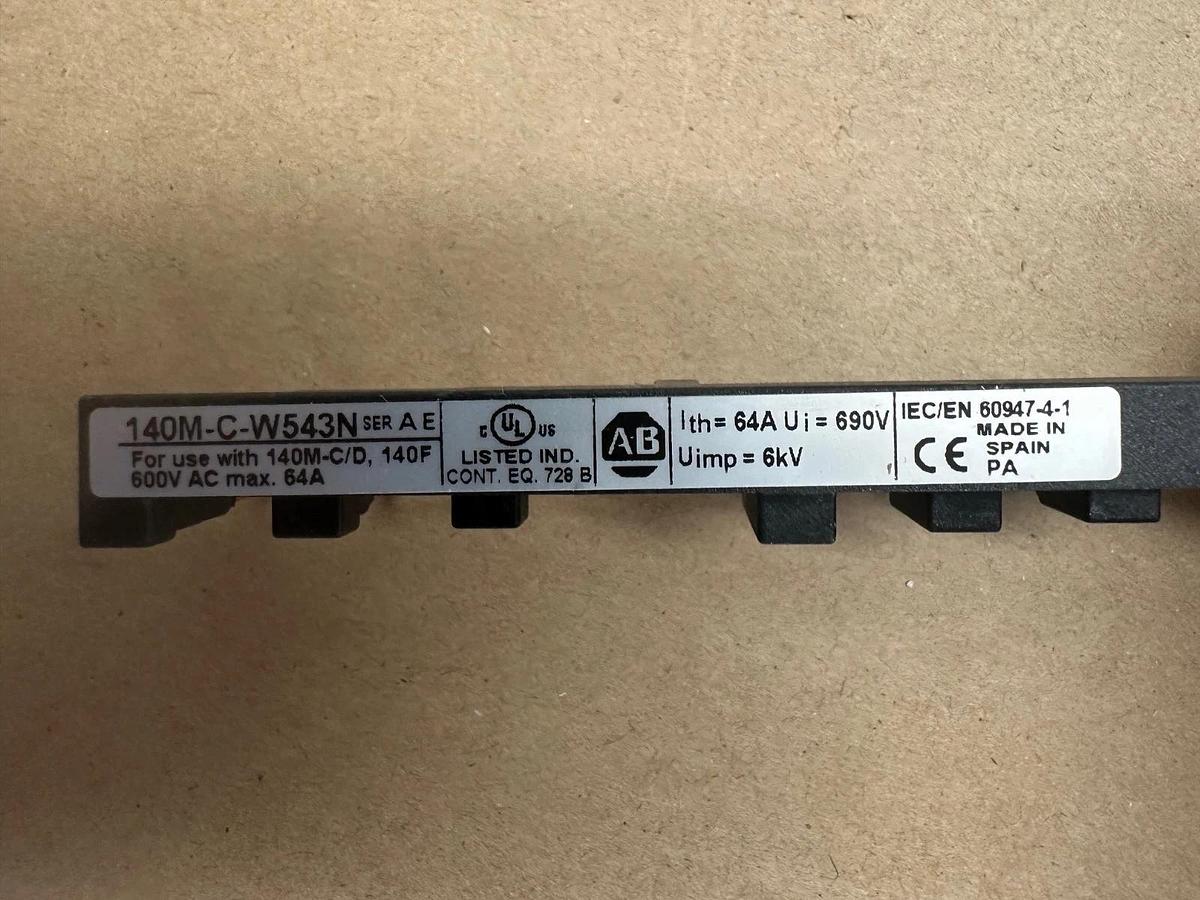 140M-C-W543N SER A E
For use with 140M-C/D, 140F
600V AC max. 64A
C UL US
LISTED IND.
CONT. EQ. 728 B
AB
Ith= 64A Ui = 690V
Uimp = 6kV
IEC/EN 60947-4-1
CE
MADE IN
SPAIN
PA